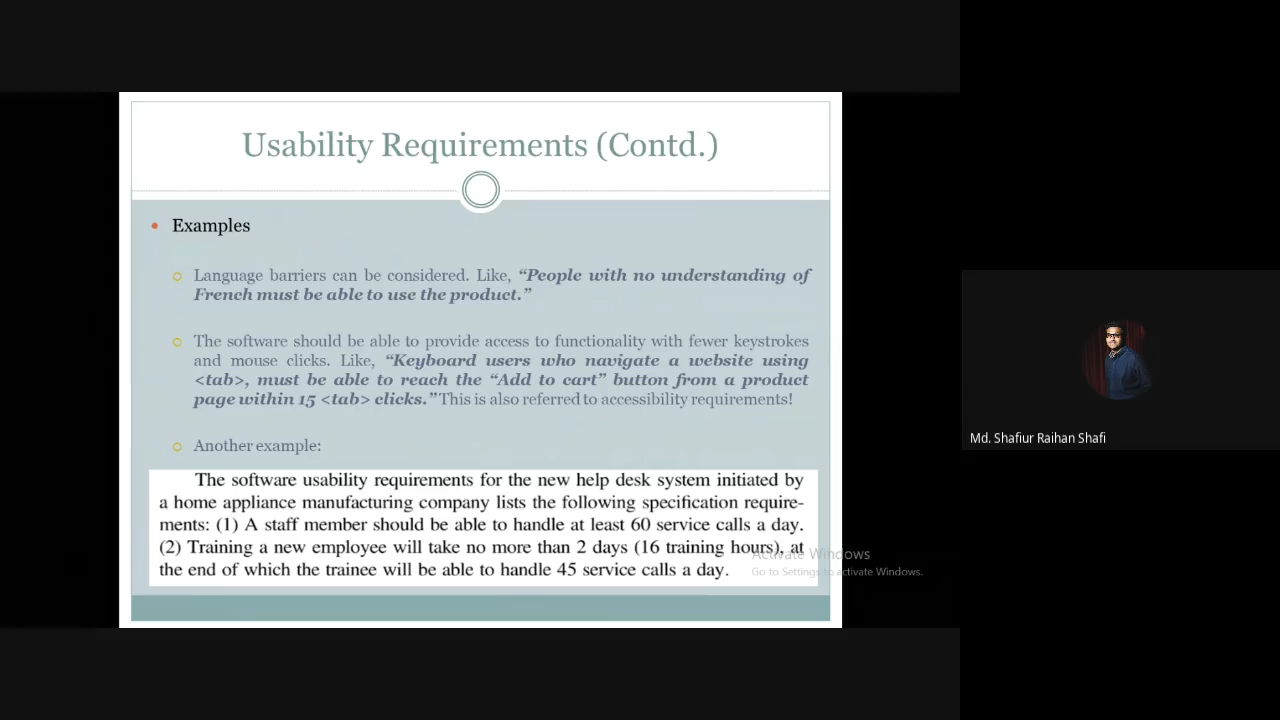 Usability Requirements (Contd.)
Examples
Language barriers can be considered. Like, “People with no understanding of
French must be able to use the product.”
The software should be able to provide access to functionality with fewer keystrokes
and mouse clicks. Like, “Keyboard users who navigate a website using
<tab>, must be able to reach the “Add to cart” button from a product
page within 15 <tab> clicks.” This is also referred to accessibility requirements!
Another example:
The software usability requirements for the new help desk system initiated by
a home appliance manufacturing company lists the following specification require-
ments: (1) A staff member should be able to handle at least 60 service calls a day.
(2) Training a new employee will take no more than 2 days (16 training hours), at
the end of which the trainee will be able to handle 45 service calls a day.
Activate Windows
Go to Settings to activate Windows.
Md. Shafiur Raihan Shafi